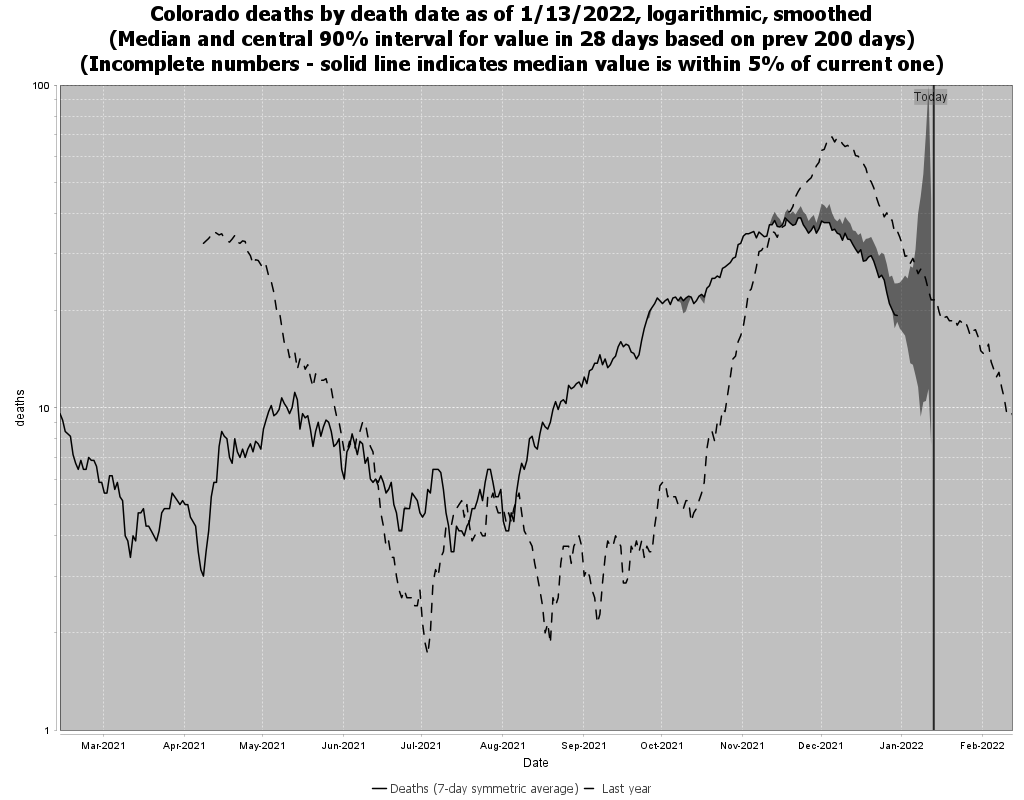 Colorado deaths by death date as of 1/13/2022, logarithmic, smoothed
(Median and central 90% interval for value in 28 days based on prev 200 days)
(Incomplete numbers - solid line indicates median value is within 5% of current one)
100
Today
deaths
10
1
Mar-2021 Apr-2021 May-2021 Jun-2021 Jul-2021 Aug-2021 Sep-2021 Oct-2021 Nov-2021 Dec-2021 Jan-2022 Feb-2022
Date
Deaths (7-day symmetric average) Last year